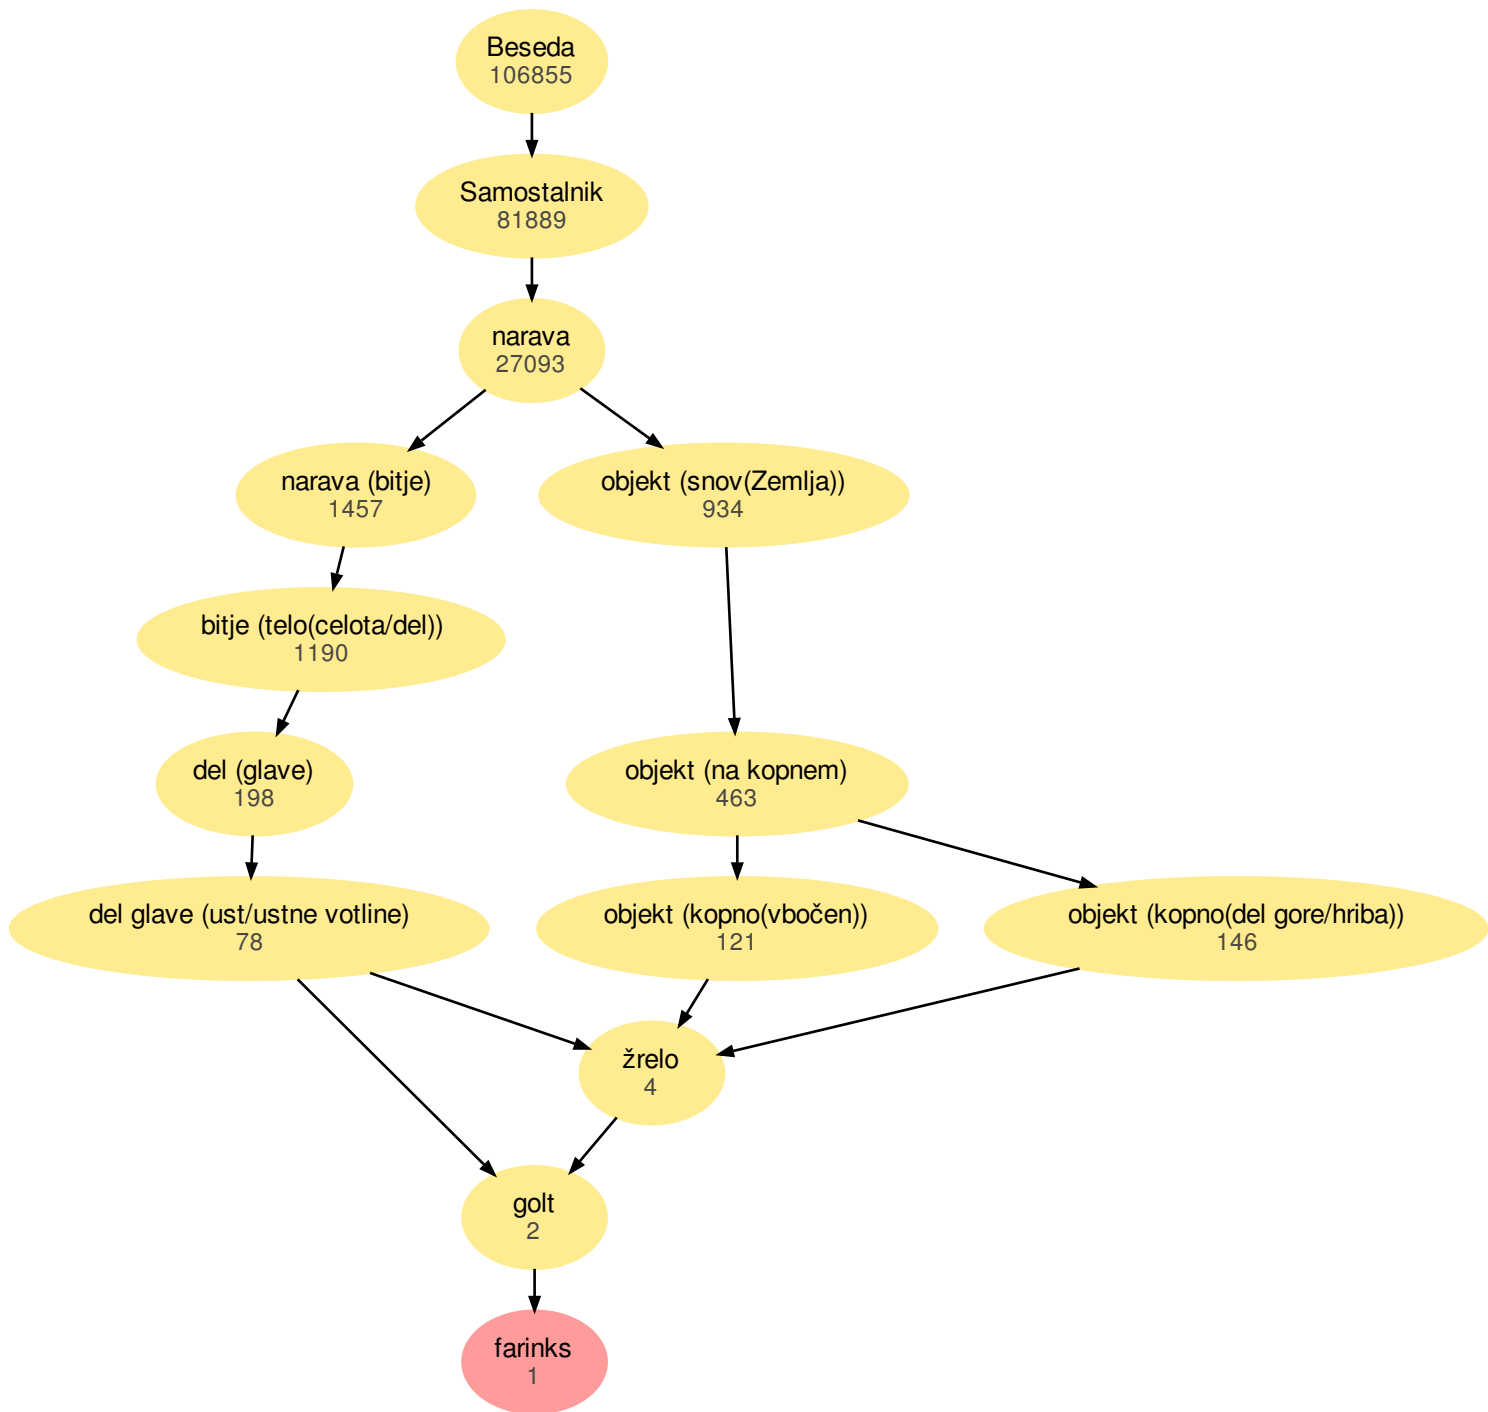 Beseda
106855
Samostalnik
81889
narava
27093
narava (bitje)
1457
objekt (snov(Zemlja))
934
bitje (telo(celota/del))
1190
del (glave)
198
objekt (na kopnem)
463
del glave (ust/ustne votline)
78
objekt (kopno(vbočen))
121
objekt (kopno(del gore/hriba))
146
žrelo
4
golt
2
farinks
1